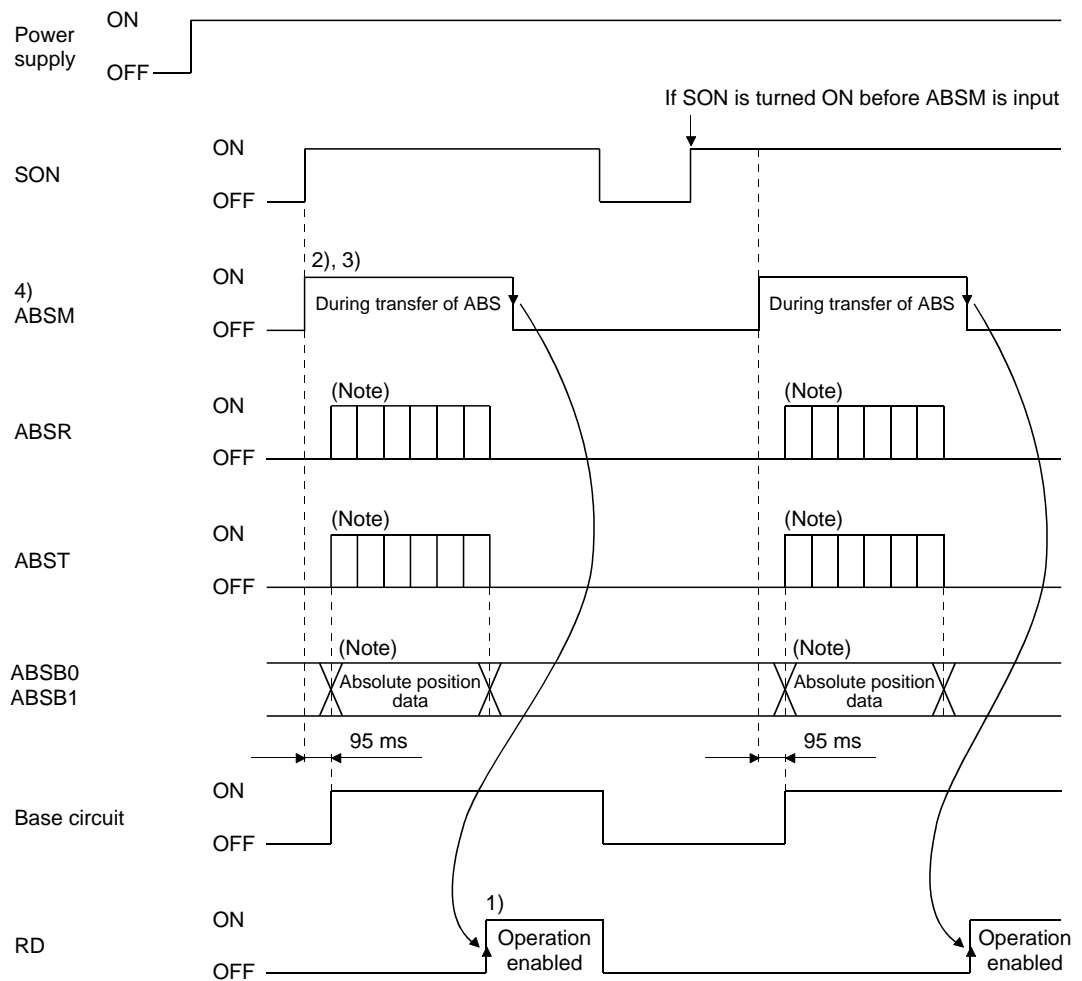 Power
supply
ON
OFF
If SON is turned ON before ABSM is input
SON
ON
OFF
4)
ABSM
ON
OFF
2), 3)
During transfer of ABS
During transfer of ABS
ABSR
ON
OFF
(Note)
(Note)
ABST
ON
OFF
(Note)
(Note)
ABSB0
ABSB1
(Note)
Absolute position
data
(Note)
Absolute position
data
95 ms
95 ms
Base circuit
ON
OFF
RD
ON
OFF
1)
Operation
enabled
Operation
enabled